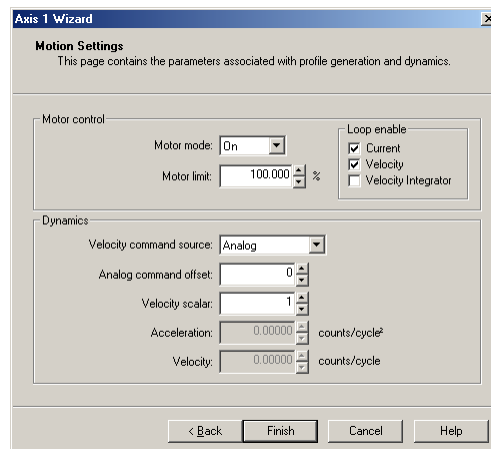 Axis 1 Wizard
Motion Settings
This page contains the parameters associated with profile generation and dynamics.
Motor control
Motor mode: On
Motor limit: 100.000 %
Loop enable
Current
Velocity
Velocity Integrator
Dynamics
Velocity command source: Analog
Analog command offset: 0
Velocity scalar: 1
Acceleration: 0.00000 counts/cycle²
Velocity: 0.00000 counts/cycle
< Back Finish Cancel Help